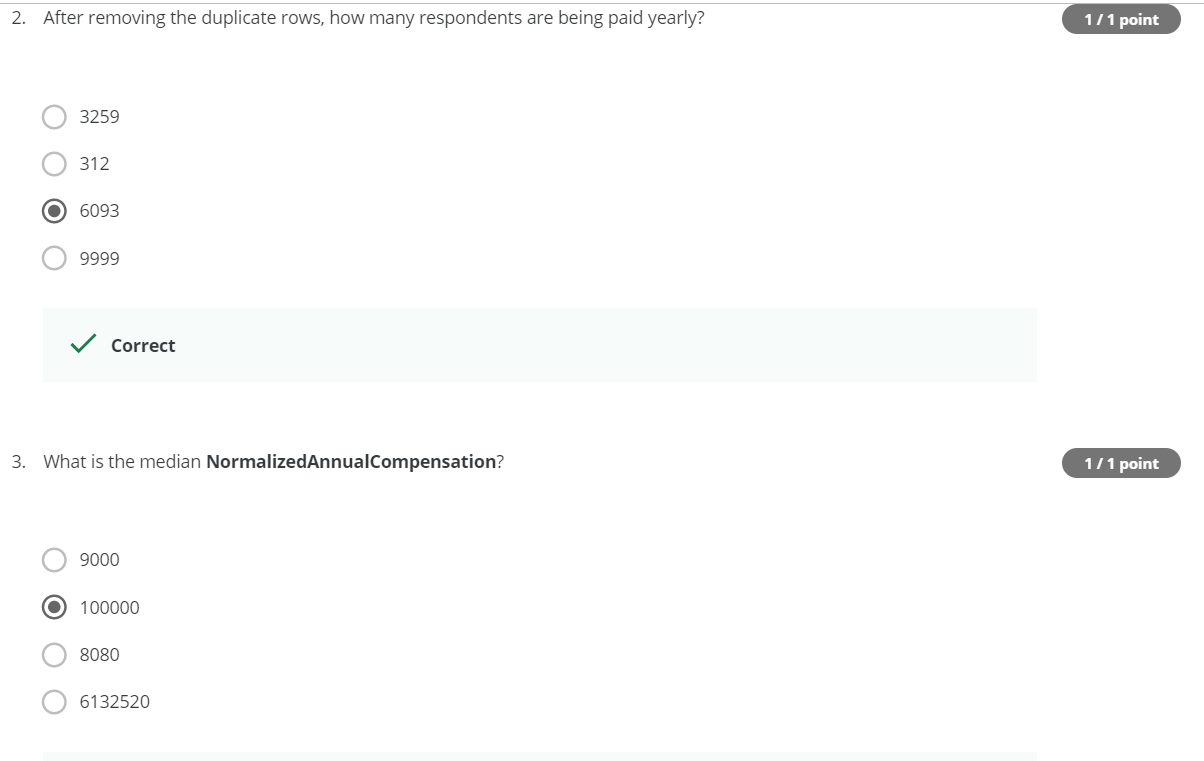 2. After removing the duplicate rows, how many respondents are being paid yearly?
1 / 1 point
3259
312
6093
9999
Correct
3. What is the median NormalizedAnnualCompensation?
1 / 1 point
9000
100000
8080
6132520